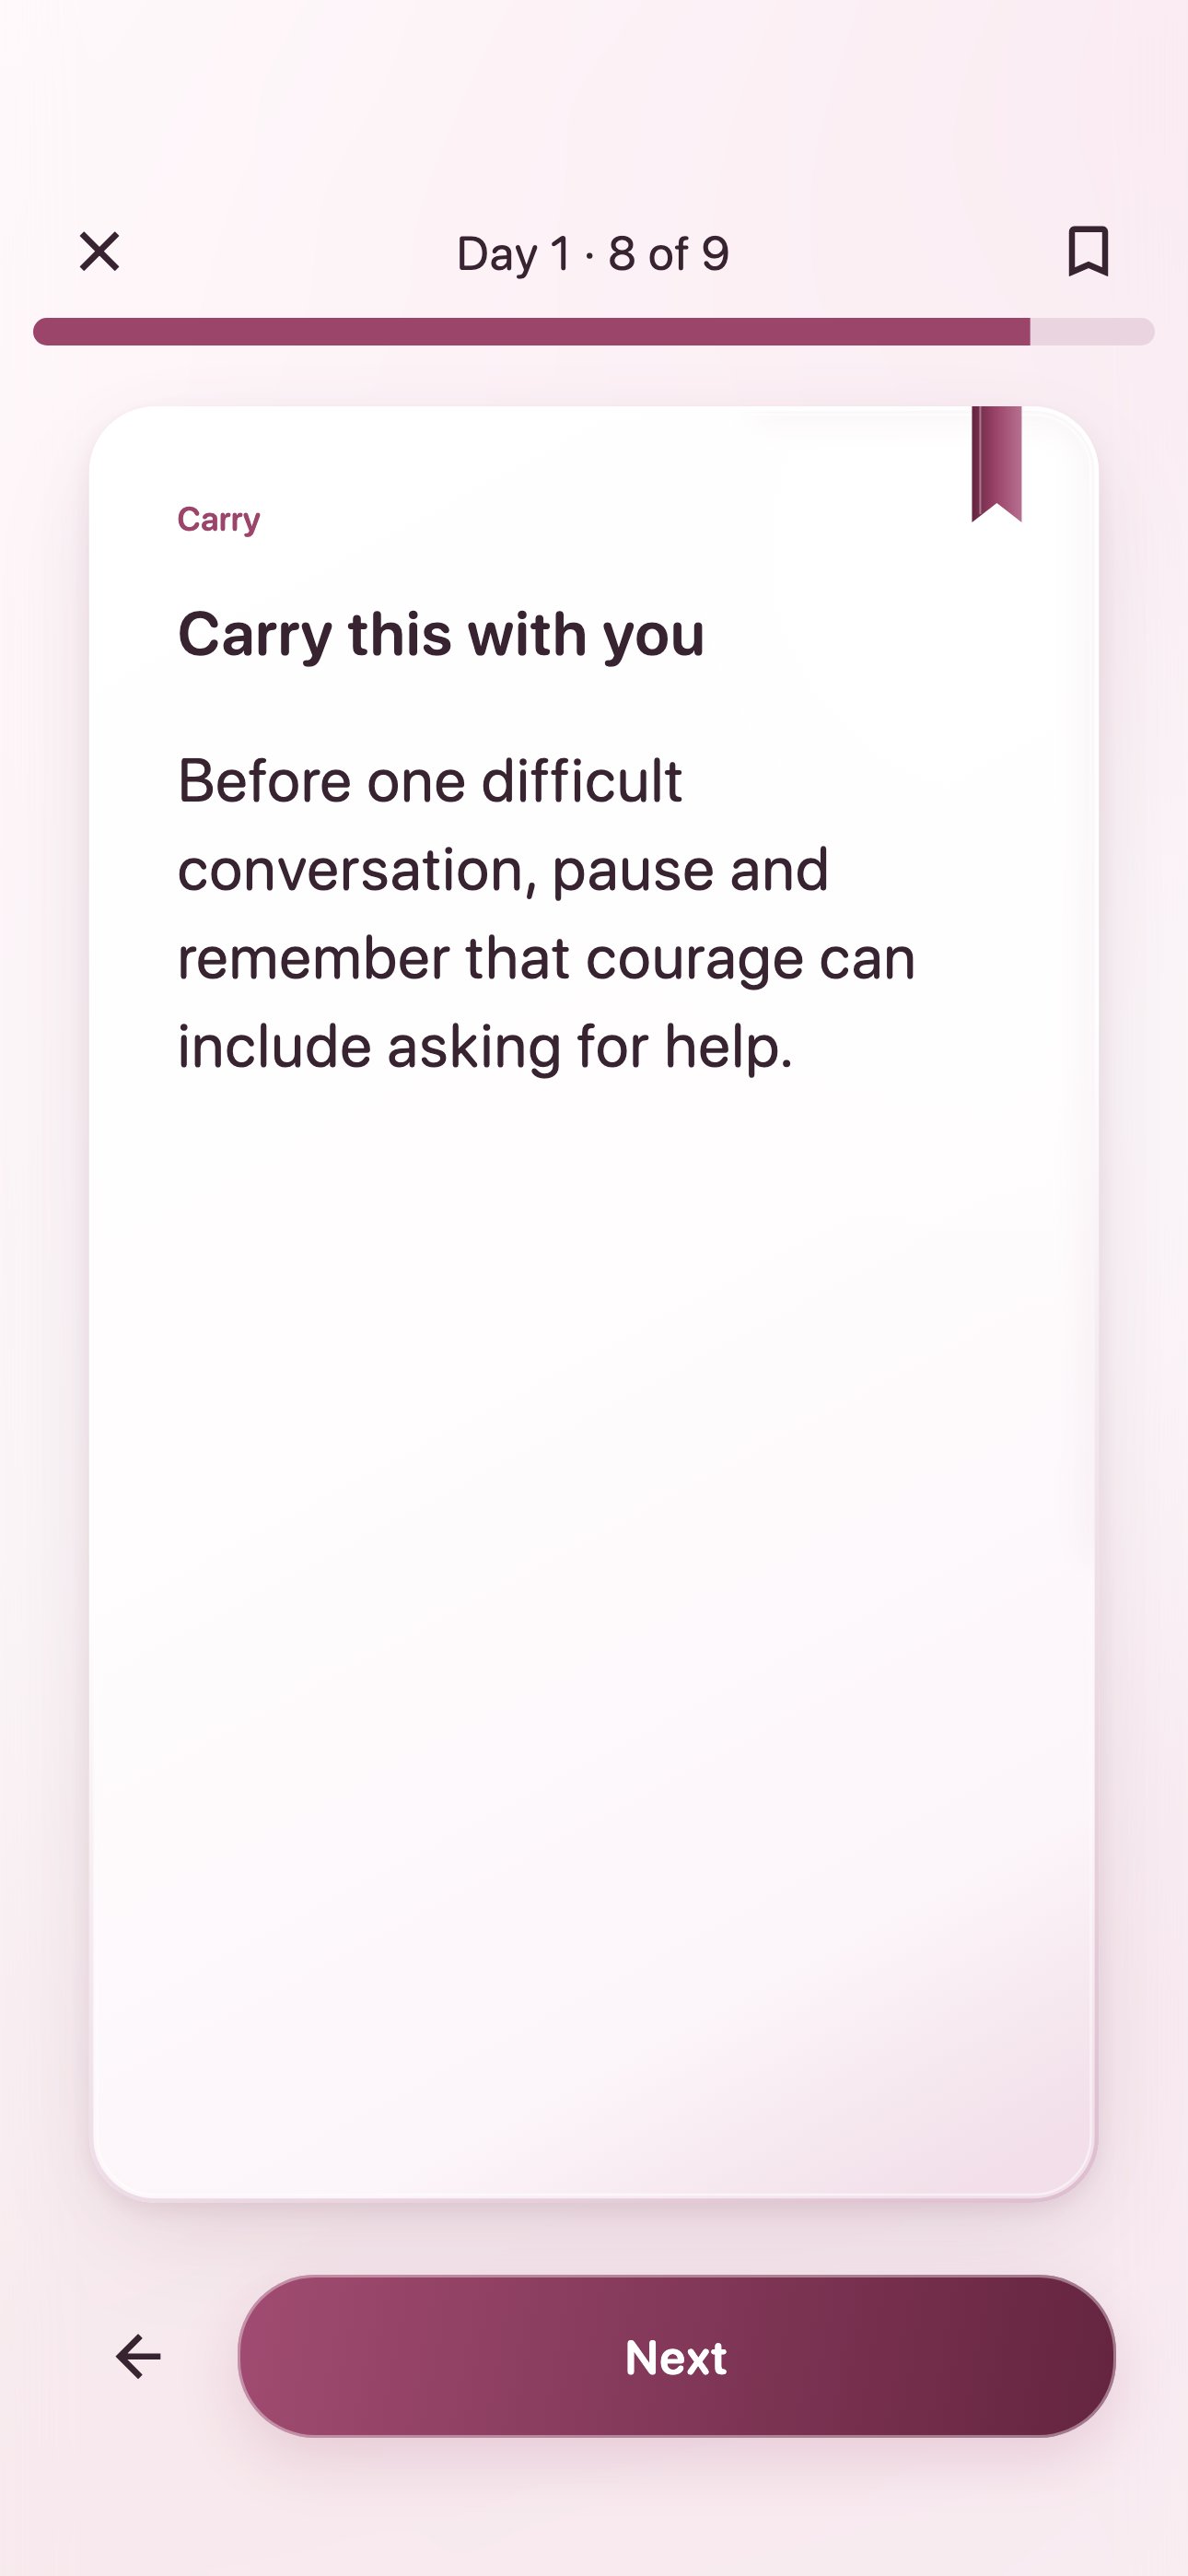 Day 1 · 8 of 9
Carry
Carry this with you
Before one difficult
conversation, pause and
remember that courage can
include asking for help.
Next